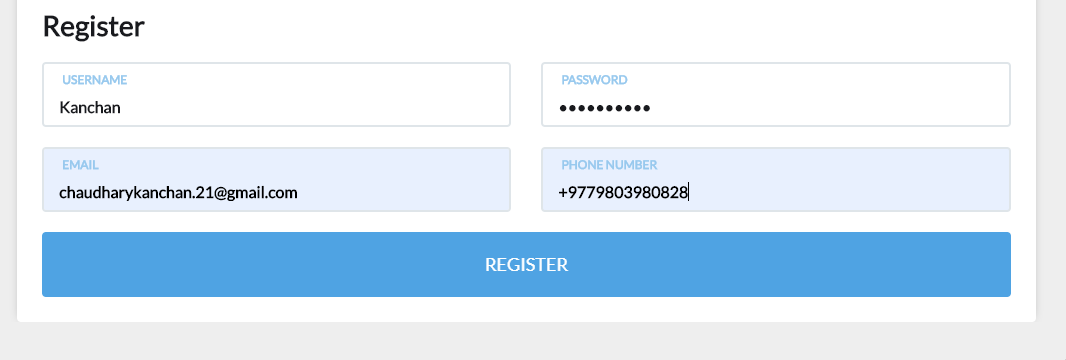 Register
USERNAME
Kanchan
PASSWORD
••••••••••
EMAIL
chaudharykanchan.21@gmail.com
PHONE NUMBER
+9779803980828
REGISTER